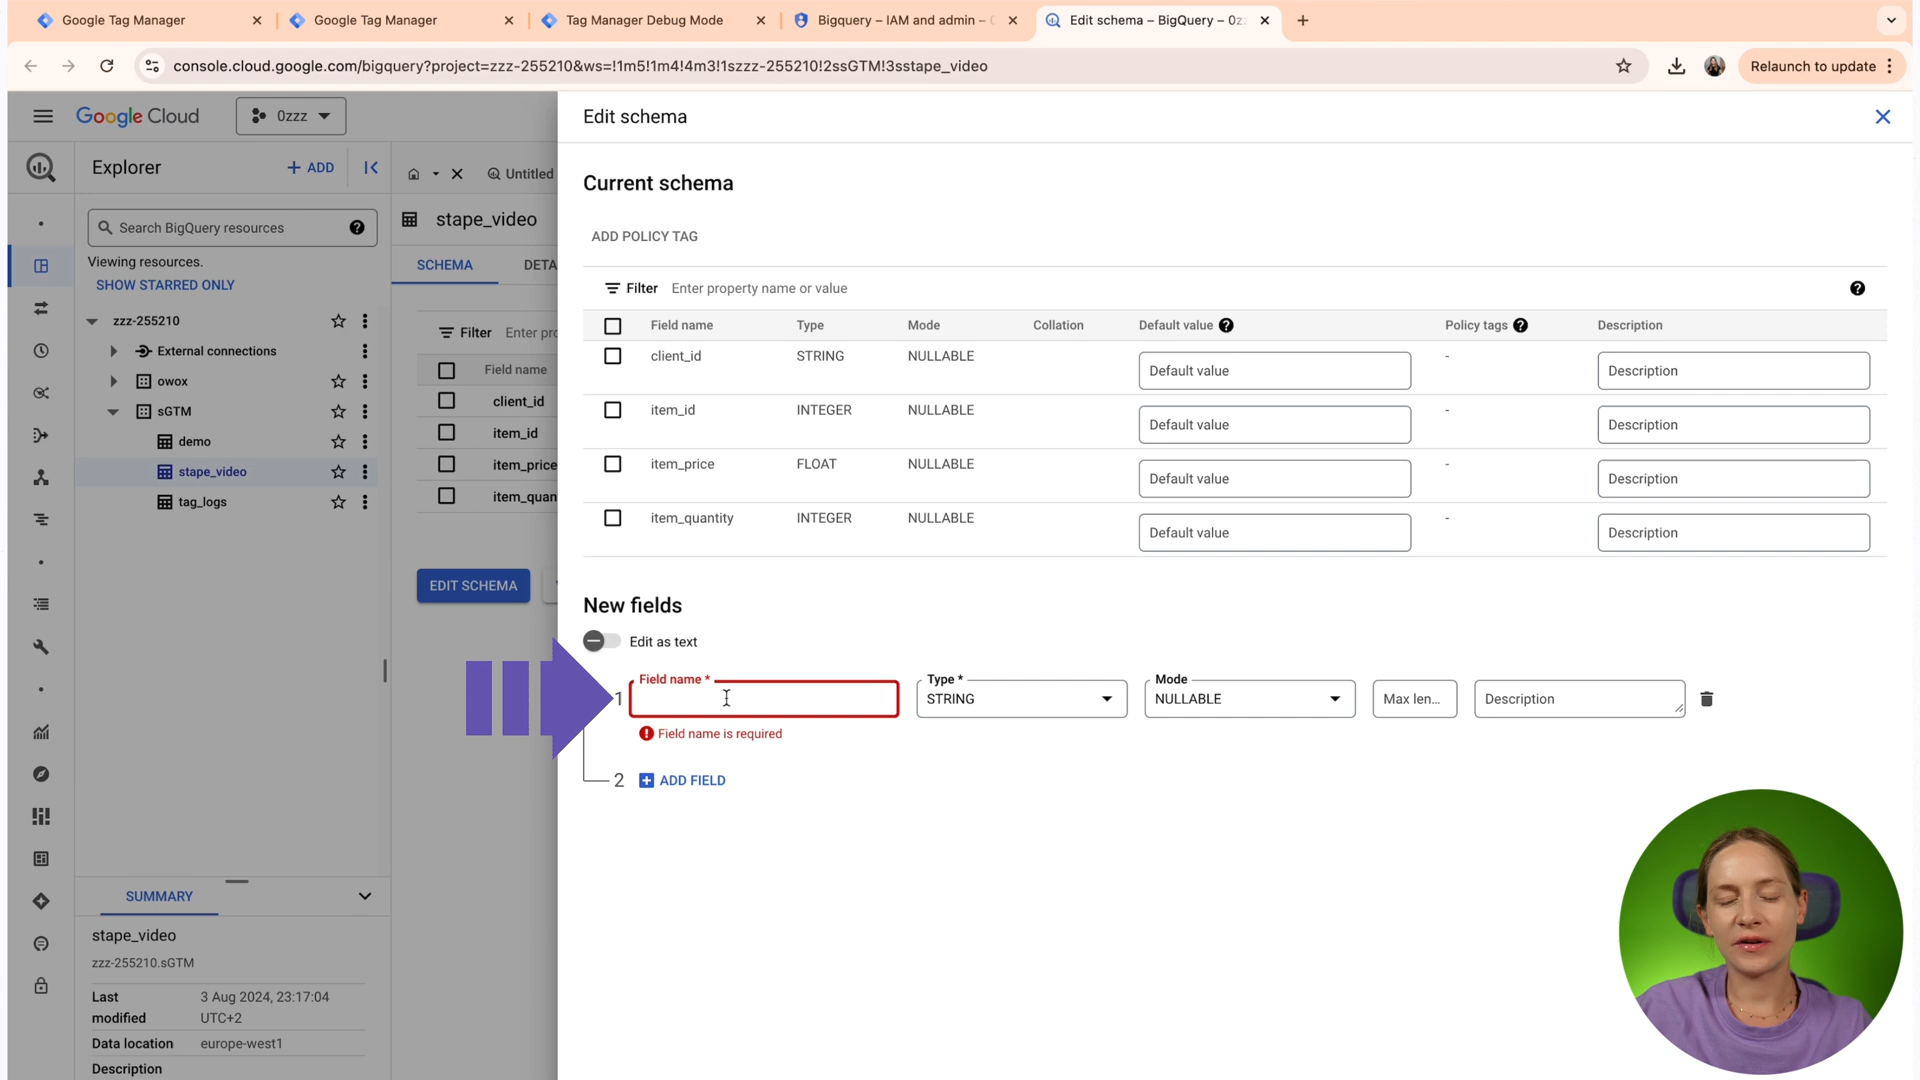 Google Tag Manager
Google Tag Manager
Tag Manager Debug Mode
Bigquery – IAM and admin –
Edit schema – BigQuery – 0zz
console.cloud.google.com/bigquery?project=zzz-255210&ws=!1m5!1m4!4m3!1szzz-255210!2ssGTM!3sstape_video
Relaunch to update
Google Cloud
0zzz
Edit schema
Explorer
ADD
Untitled
Current schema
Search BigQuery resources
stape_video
ADD POLICY TAG
Viewing resources.
SHOW STARRED ONLY
SCHEMA
DETA
Filter Enter property name or value
zzz-255210
Filter Enter pro
Field name Type Mode Collation Default value Policy tags Description
External connections
client_id STRING NULLABLE Default value - Description
owox
Field name
sGTM
client_id
item_id INTEGER NULLABLE Default value - Description
demo
item_id
stape_video
item_price
item_price FLOAT NULLABLE Default value - Description
tag_logs
item_quan
item_quantity INTEGER NULLABLE Default value - Description
EDIT SCHEMA
New fields
Edit as text
1
Field name *
Type *
STRING
Mode
NULLABLE
Max len...
Description
Field name is required
2 ADD FIELD
SUMMARY
stape_video
zzz-255210.sGTM
Last modified
3 Aug 2024, 23:17:04 UTC+2
Data location europe-west1
Description